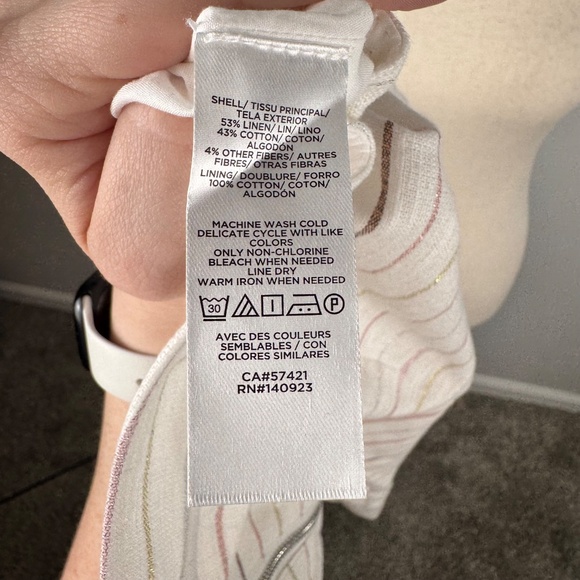 SHELL/ TISSU PRINCIPAL/
TELA EXTERIOR
53% LINEN/ LIN/ LINO
43% COTTON/ COTON/
ALGODÓN
4% OTHER FIBERS/ AUTRES
FIBRES/ OTRAS FIBRAS
LINING/ DOUBLURE/ FORRO
100% COTTON/ COTON/
ALGODÓN
MACHINE WASH COLD
DELICATE CYCLE WITH LIKE
COLORS
ONLY NON-CHLORINE
BLEACH WHEN NEEDED
LINE DRY
WARM IRON WHEN NEEDED
30 P
AVEC DES COULEURS
SEMBLABLES / CON
COLORES SIMILARES
CA#57421
RN#140923